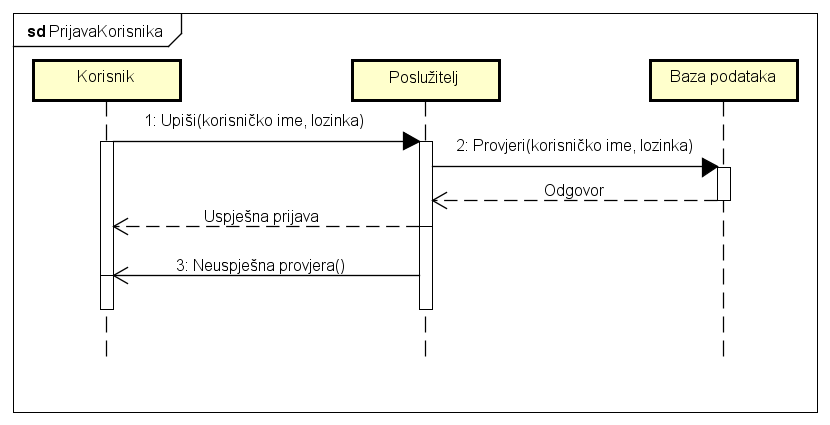 sd PrijavaKorisnika
Korisnik
Poslužitelj
Baza podataka
1: Upiši(korisničko ime, lozinka)
2: Provjeri(korisničko ime, lozinka)
Odgovor
Uspješna prijava
3: Neuspješna provjera()